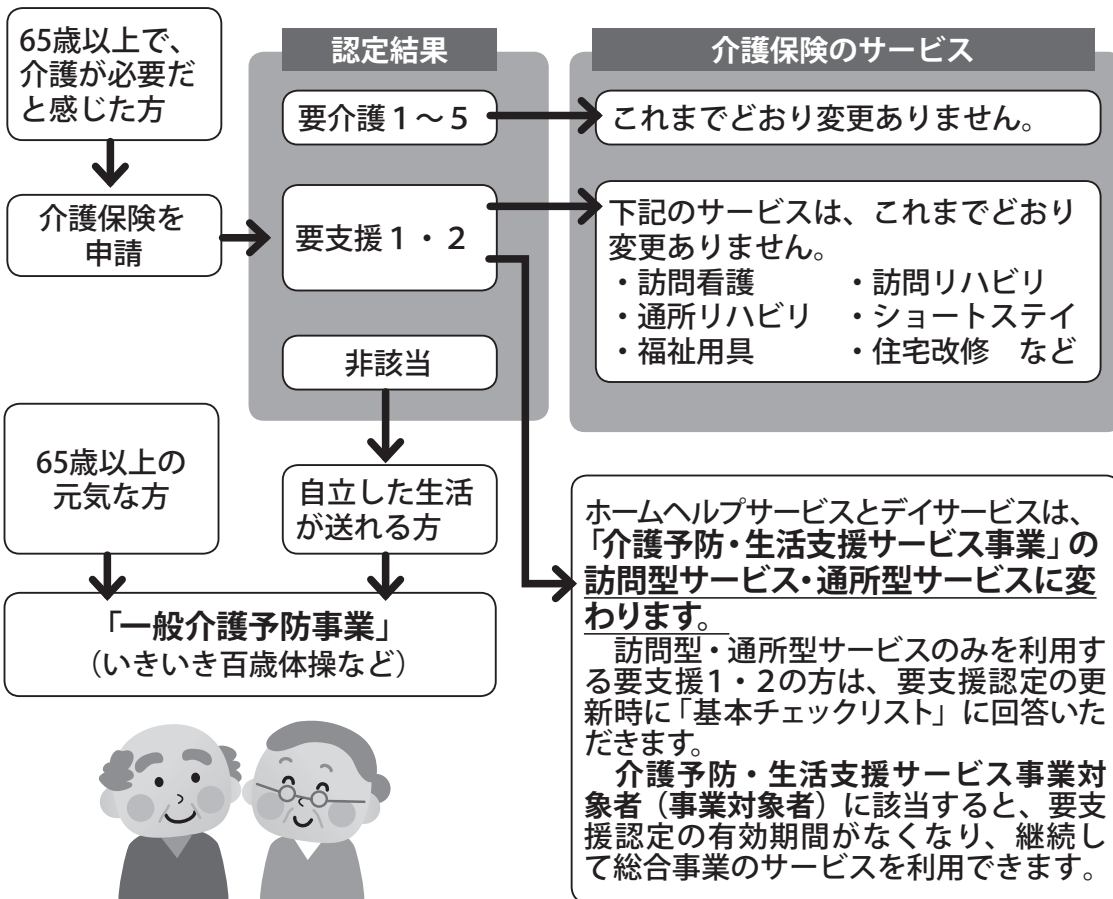 65歳以上で、
介護が必要だ
と感じた方
介護保険を
申請
認定結果
要介護１～５
要支援１・２
非該当
介護保険のサービス
これまでどおり変更ありません。
下記のサービスは、これまでどおり
変更ありません。
・訪問看護　・訪問リハビリ
・通所リハビリ　・ショートステイ
・福祉用具　・住宅改修　など
65歳以上の
元気な方
自立した生活
が送れる方
「一般介護予防事業」
（いきいき百歳体操など）
ホームヘルプサービスとデイサービスは、
「介護予防・生活支援サービス事業」の
訪問型サービス・通所型サービスに変
わります。
　訪問型・通所型サービスのみを利用す
る要支援1・2の方は、要支援認定の更
新時に「基本チェックリスト」に回答いた
だきます。
　介護予防・生活支援サービス事業対
象者（事業対象者）に該当すると、要支
援認定の有効期間がなくなり、継続し
て総合事業のサービスを利用できます。